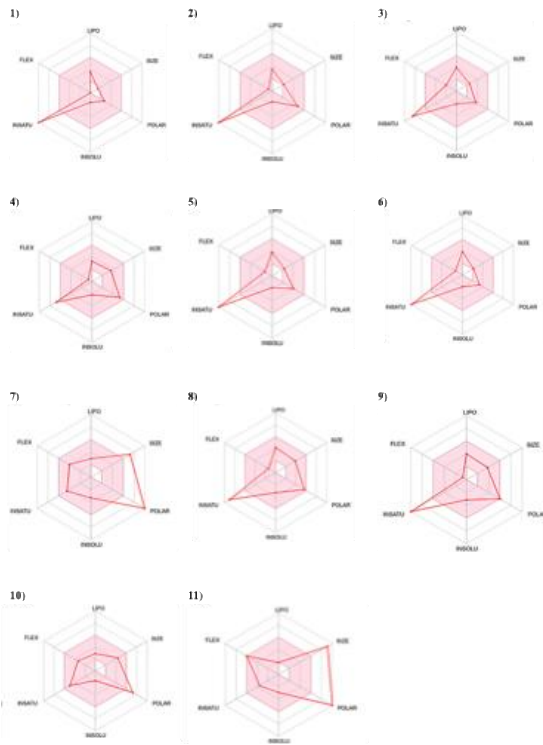 1)
LIPO
FLEX
SIZE
INSATU
POLAR
INSOLU
2)
LIPO
FLEX
SIZE
INSATU
POLAR
INSOLU
3)
LIPO
FLEX
SIZE
INSATU
POLAR
INSOLU
4)
LIPO
FLEX
SIZE
INSATU
POLAR
INSOLU
5)
LIPO
FLEX
SIZE
INSATU
POLAR
INSOLU
6)
LIPO
FLEX
SIZE
INSATU
POLAR
INSOLU
7)
LIPO
FLEX
SIZE
INSATU
POLAR
INSOLU
8)
LIPO
FLEX
SIZE
INSATU
POLAR
INSOLU
9)
LIPO
FLEX
SIZE
INSATU
POLA
INSOLU
10)
LIPO
FLEX
SIZE
INSATU
POLAR
INSOLU
11)
LIPO
FLEX
SIZE
INSATU
POLAR
INSOLU